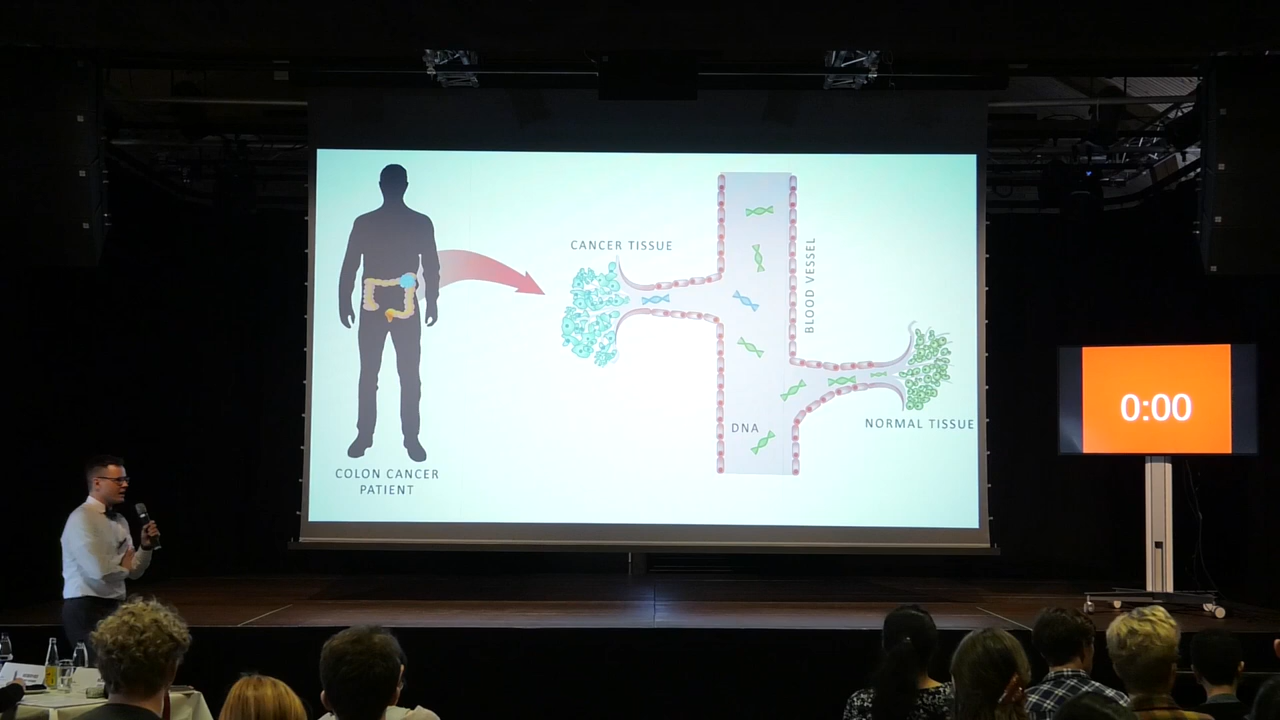 CANCER TISSUE
BLOOD VESSEL
DNA
NORMAL TISSUE
COLON CANCER
PATIENT
0:00